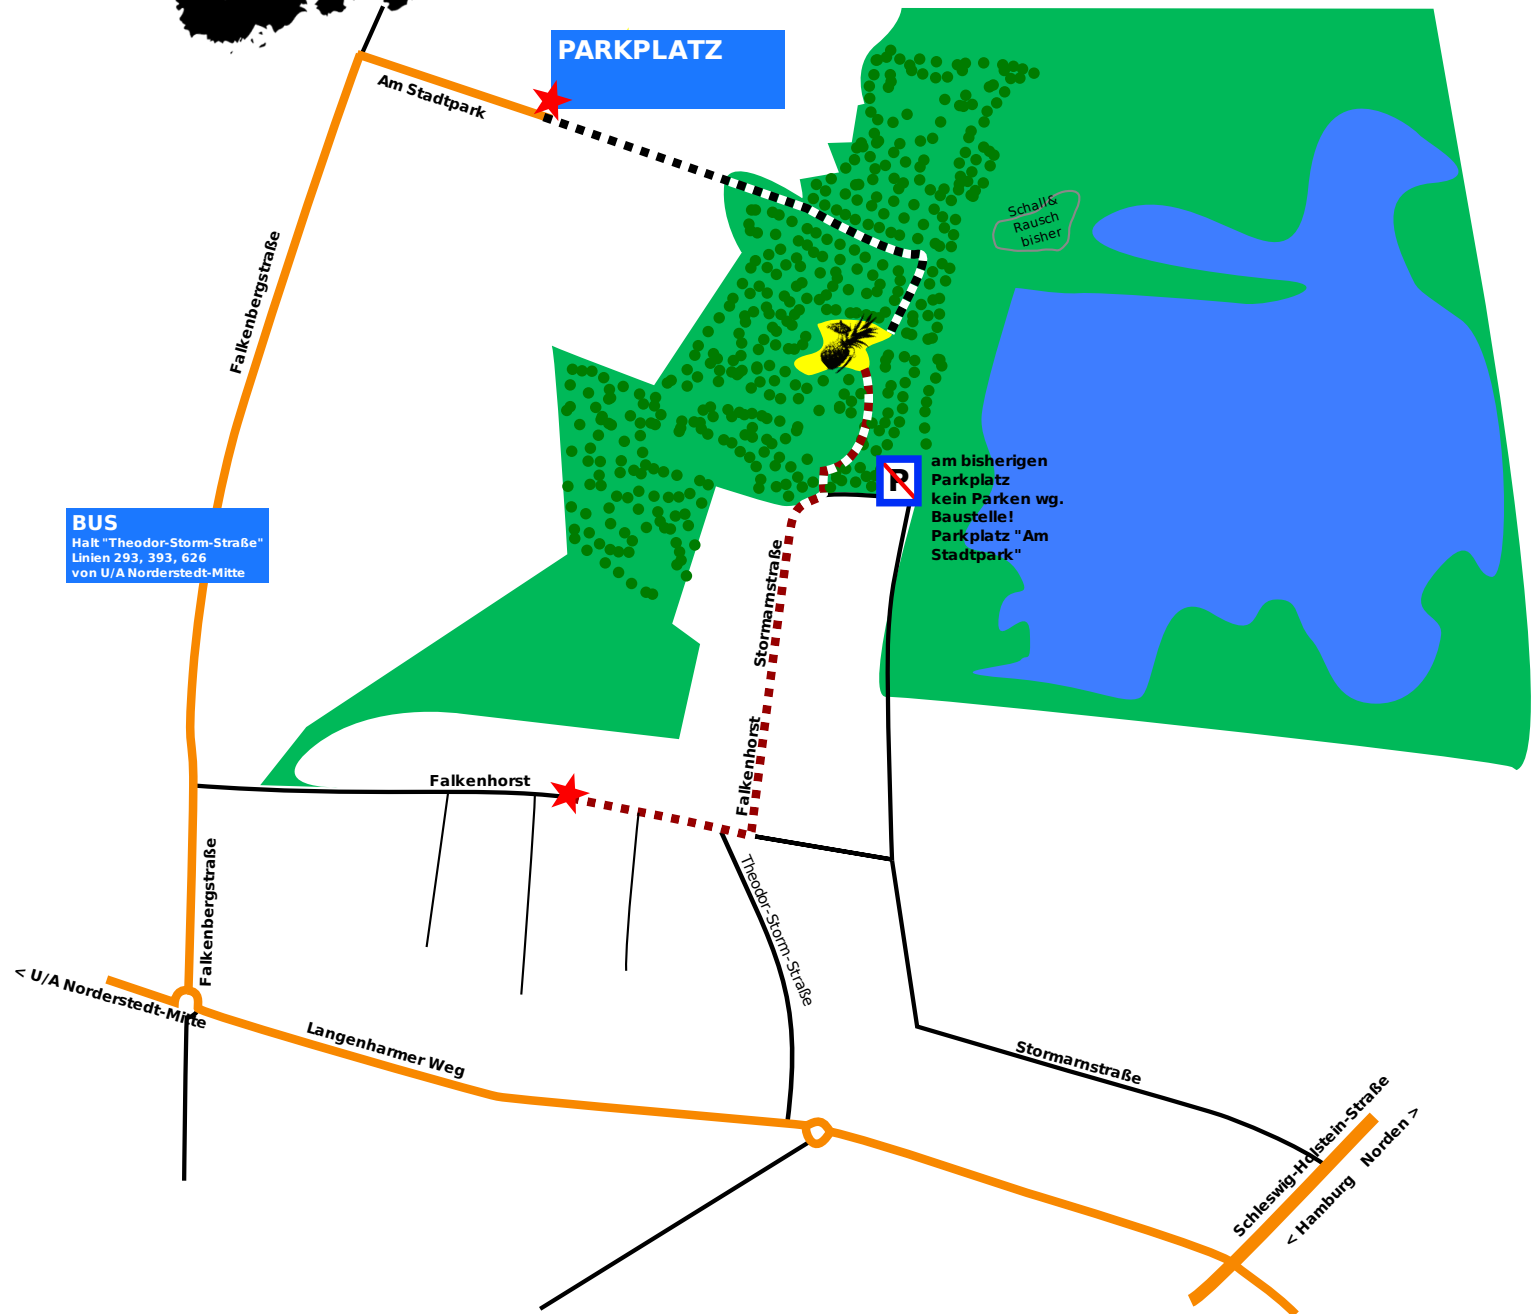 PARKPLATZ
Am Stadtpark
Schall&
Rausch
bisher
Falkenbergstraße
P
am bisherigen
Parkplatz
kein Parken wg.
Baustelle!
Parkplatz "Am
Stadtpark"
BUS
Halt "Theodor-Storm-Straße"
Linien 293, 393, 626
von U/A Norderstedt-Mitte
Stormarnstraße
Falkenhorst
Falkenhorst
Falkenbergstraße
Theodor-Storm-Straße
< U/A Norderstedt-Mitte
Langenharmer Weg
Stormarnstraße
Schleswig-Holstein-Straße
Norden >
< Hamburg